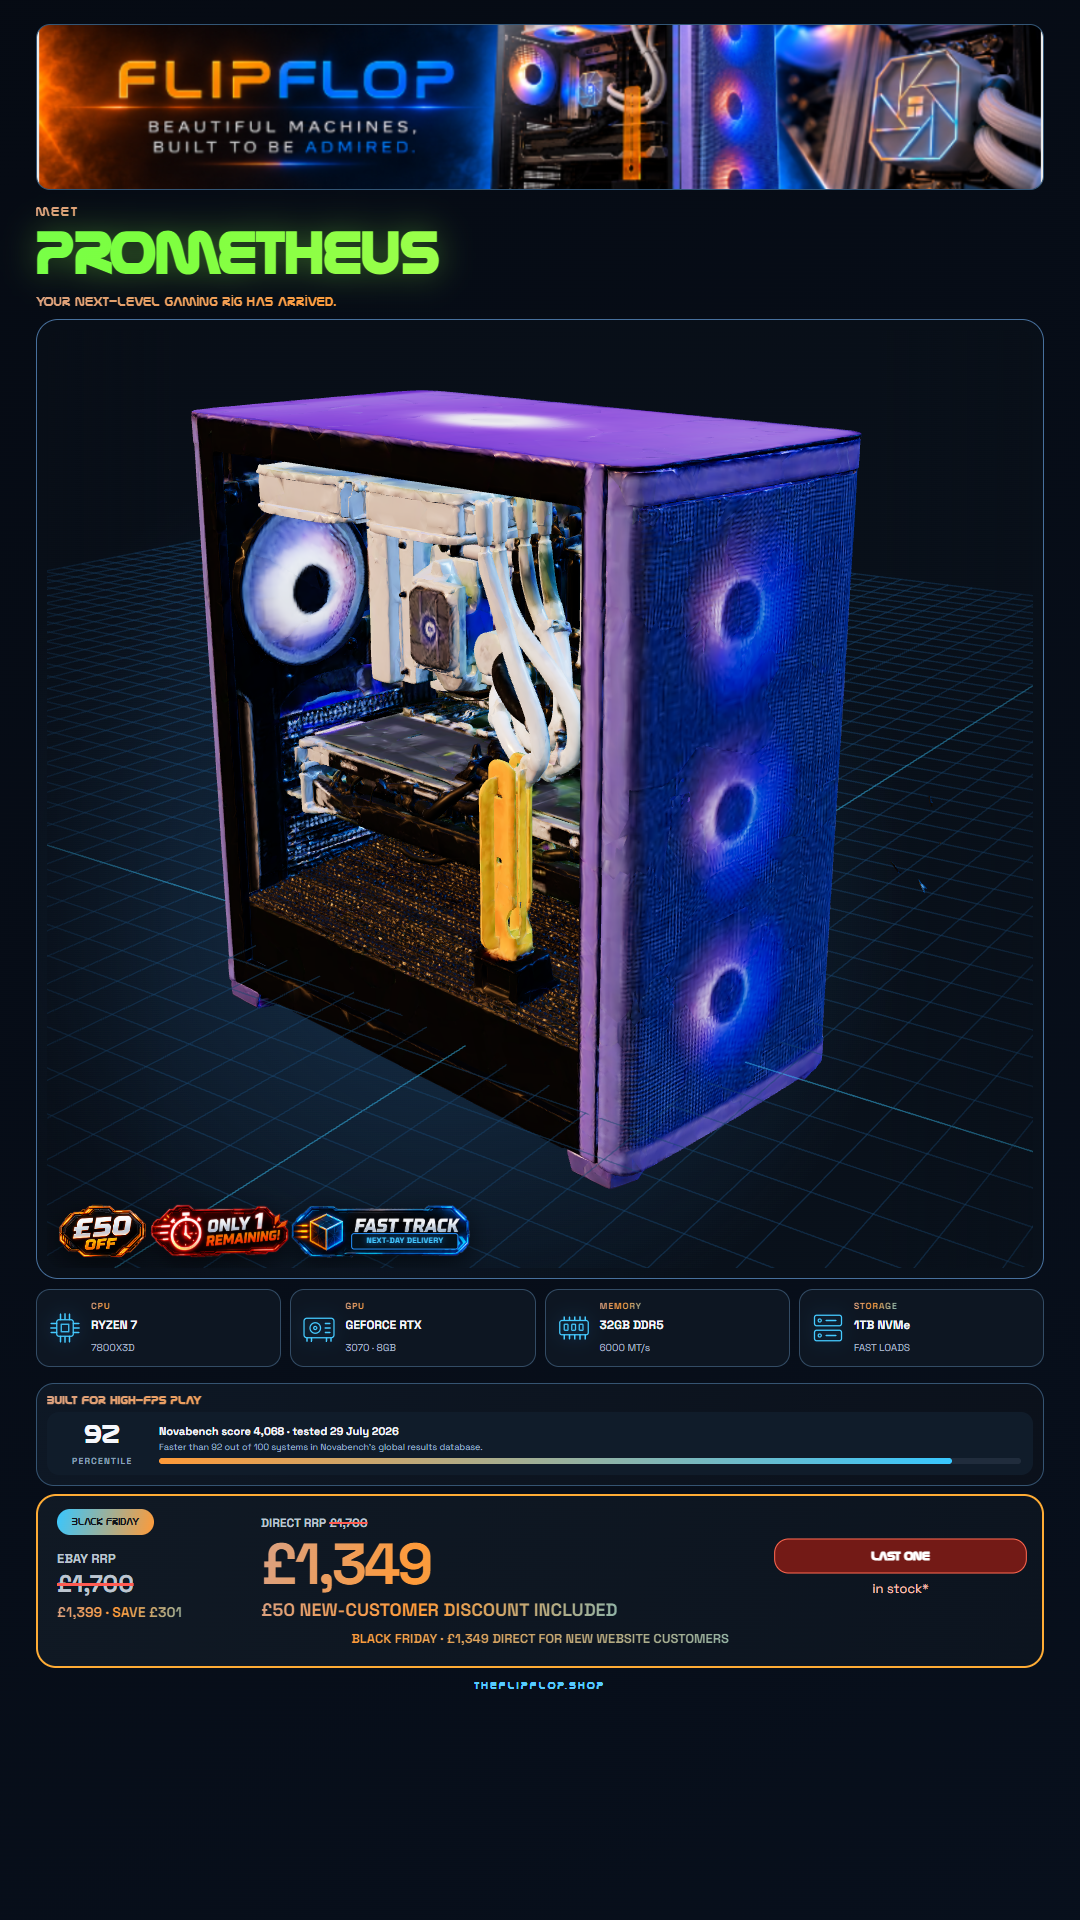 FLIPFLOP
BEAUTIFUL MACHINES,
BUILT TO BE ADMIRED.
MEET
PROMETHEUS
YOUR NEXT-LEVEL GAMING RIG HAS ARRIVED.
£50 OFF
ONLY 1 REMAINING!
FAST TRACK
NEXT-DAY DELIVERY
CPU
RYZEN 7
7800X3D
GPU
GEFORCE RTX
3070 · 8GB
MEMORY
32GB DDR5
6000 MT/s
STORAGE
1TB NVMe
FAST LOADS
BUILT FOR HIGH-FPS PLAY
92
PERCENTILE
Novabench score 4,068 · tested 29 July 2026
Faster than 92 out of 100 systems in Novabench's global results database.
BLACK FRIDAY
EBAY RRP
£1,700
£1,399 · SAVE £301
DIRECT RRP £1,700
£1,349
£50 NEW-CUSTOMER DISCOUNT INCLUDED
LAST ONE
in stock*
BLACK FRIDAY · £1,349 DIRECT FOR NEW WEBSITE CUSTOMERS
THEFLIPFLOP.SHOP